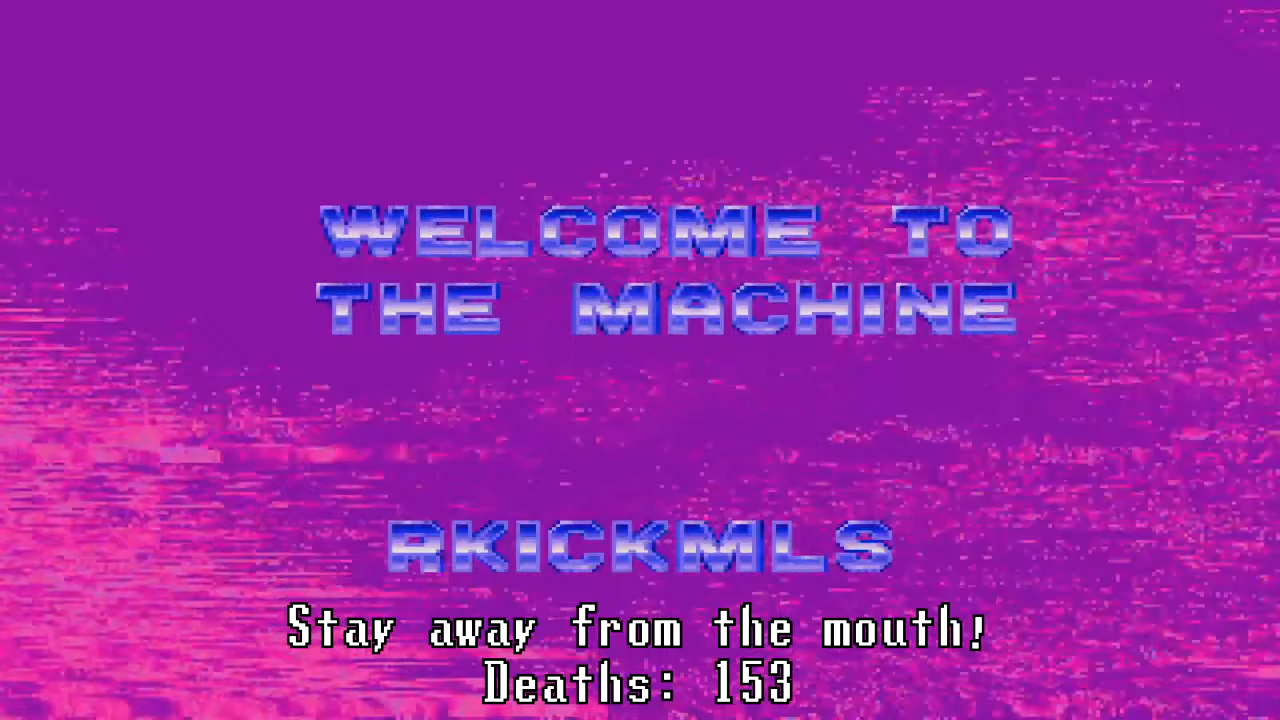 WELCOME TO
THE MACHINE
RKICKMLS
Stay away from the mouth!
Deaths: 153